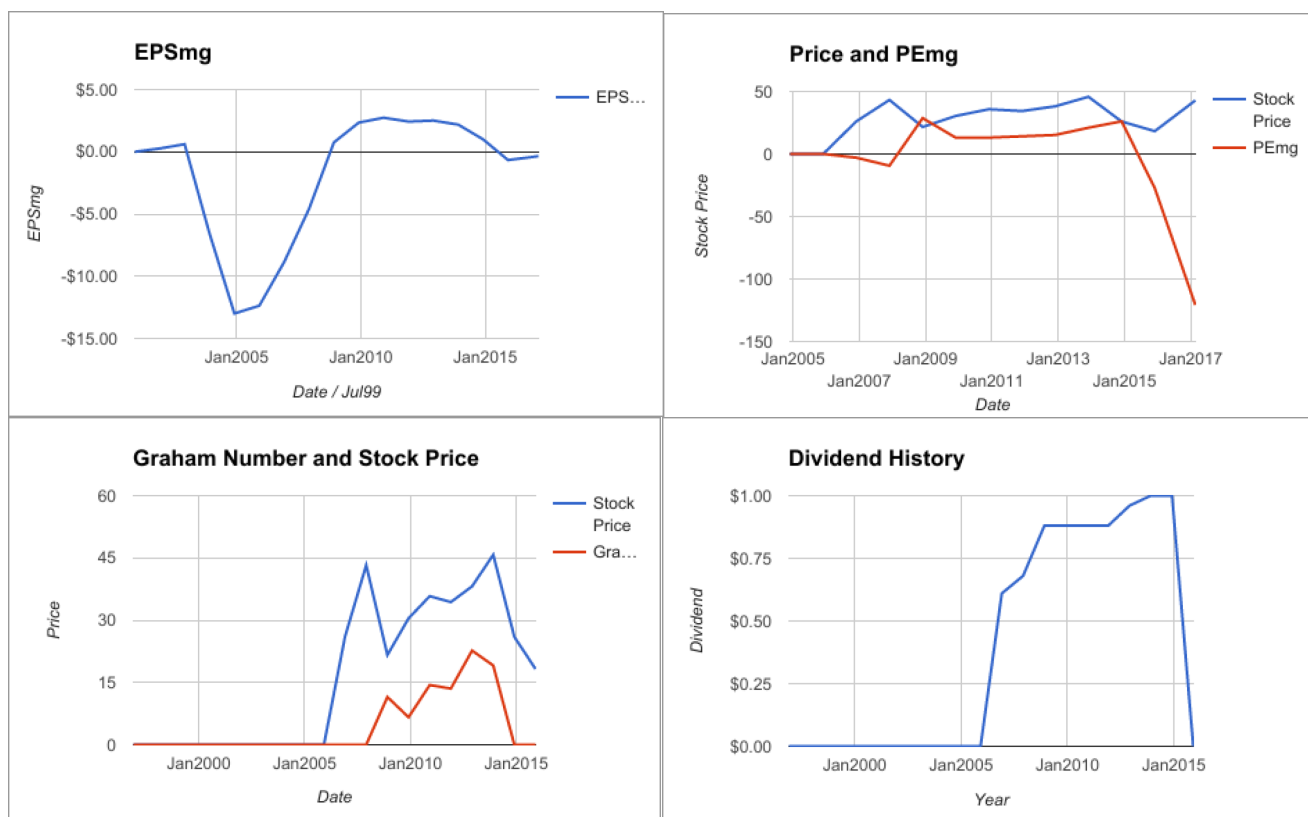 EPSmg
$5.00
$0.00
-$5.00
-$10.00
-$15.00
EPSmg
EPS...
Jan2005
Jan2010
Jan2015
Date / Jul99
Price and PEmg
50
0
-50
-100
-150
Stock Price
Stock
Price
PEmg
Jan2005
Jan2009
Jan2013
Jan2017
Jan2007
Jan2011
Jan2015
Date
Graham Number and Stock Price
60
45
30
15
0
Price
Stock
Price
Gra...
Jan2000
Jan2005
Jan2010
Jan2015
Date
Dividend History
$1.00
$0.75
$0.50
$0.25
$0.00
Dividend
Jan2000
Jan2005
Jan2010
Jan2015
Year